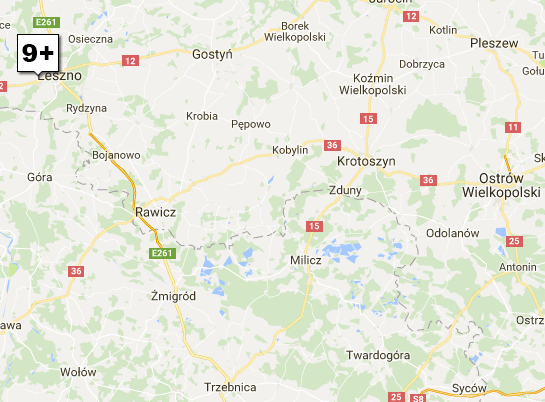 Jarocin
E261
12
Borek
Wielkopolski
Kotlin
Osieczna
Pleszew
9+
Gostyń
12
Dobrzyca
Leszno
Koźmin
Wielkopolski
Rydzyna
Krobia
Pępowo
15
11
Bojanowo
Kobylin
36
Krotoszyn
Góra
36
Ostrów
Wielkopolski
Zduny
Rawicz
15
Odolanów
E261
25
36
Milicz
Antonin
Żmigród
Twardogóra
Wołów
Trzebnica
Syców
25
S8